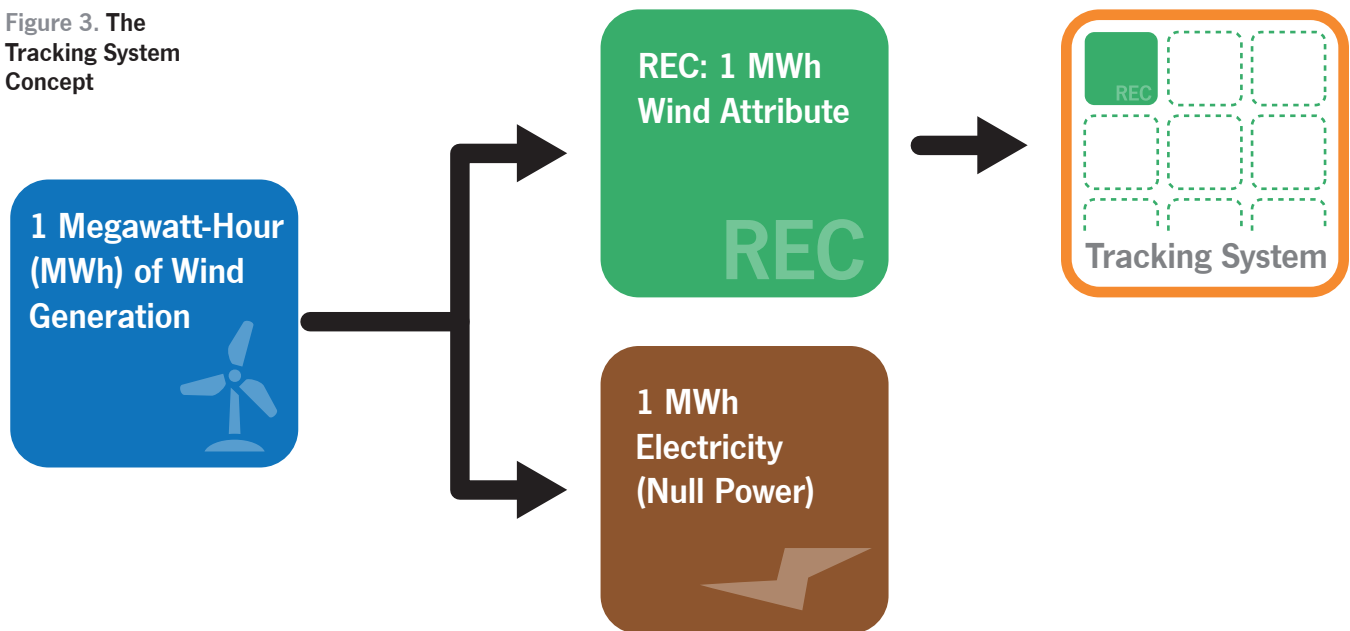 Figure 3. The
Tracking System
Concept
1 Megawatt-Hour
(MWh) of Wind
Generation
REC: 1 MWh
Wind Attribute
REC
1 MWh
Electricity
(Null Power)
REC
Tracking System